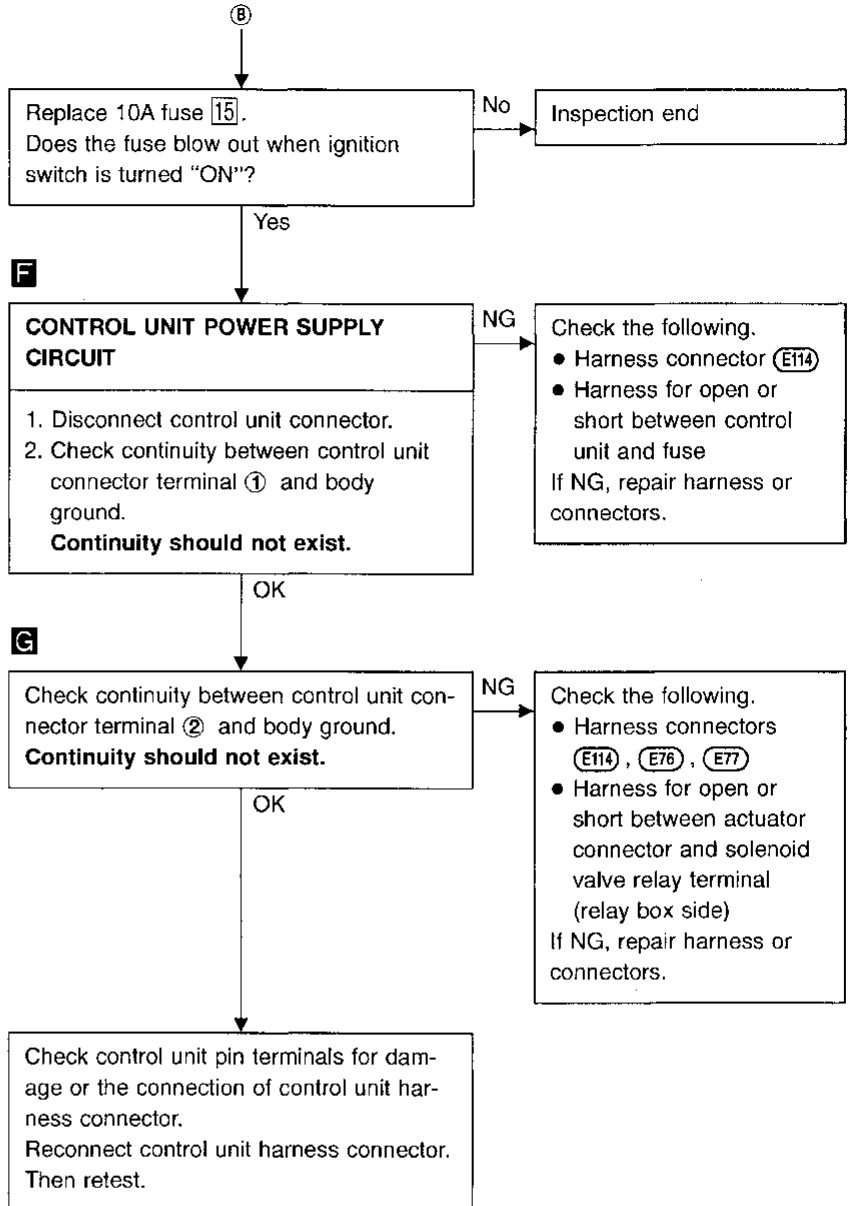 Ⓑ
Replace 10A fuse 15.
Does the fuse blow out when ignition
switch is turned “ON”?
No
Inspection end
Yes
F
CONTROL UNIT POWER SUPPLY
CIRCUIT
1. Disconnect control unit connector.
2. Check continuity between control unit
connector terminal ① and body
ground.
Continuity should not exist.
NG
Check the following.
● Harness connector E114
● Harness for open or
short between control
unit and fuse
If NG, repair harness or
connectors.
OK
G
Check continuity between control unit con-
nector terminal ② and body ground.
Continuity should not exist.
NG
Check the following.
● Harness connectors
E114 , E76 , E77
● Harness for open or
short between actuator
connector and solenoid
valve relay terminal
(relay box side)
If NG, repair harness or
connectors.
OK
Check control unit pin terminals for dam-
age or the connection of control unit har-
ness connector.
Reconnect control unit harness connector.
Then retest.